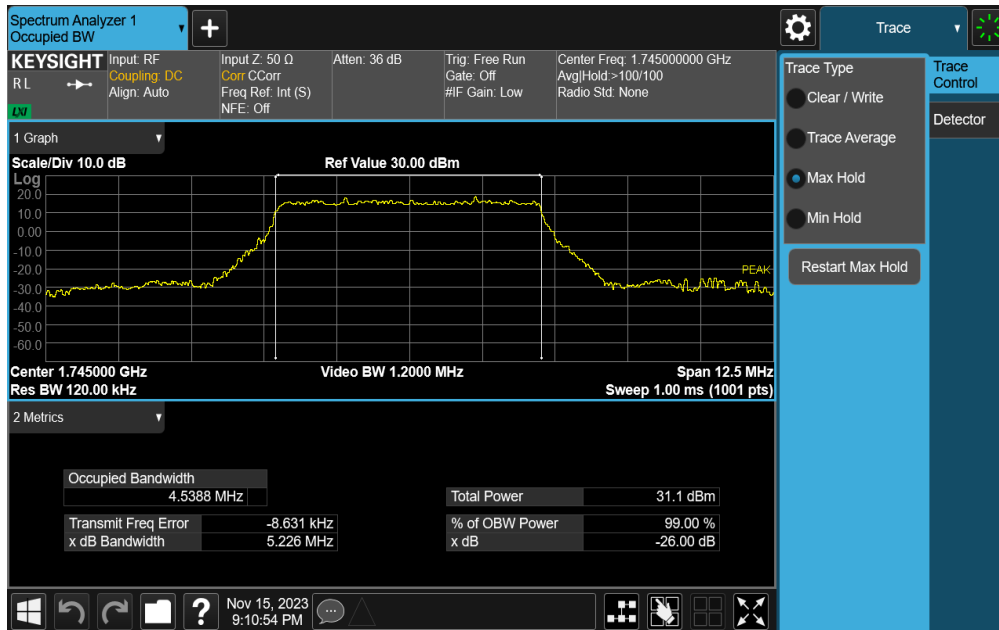 Spectrum Analyzer 1
Occupied BW
Trace
KEYSIGHT
R L
LXI
Input: RF
Coupling: DC
Align: Auto
Input Z: 50 Ω
Corr CCorr
Freq Ref: Int (S)
NFE: Off
Atten: 36 dB
Trig: Free Run
Gate: Off
#IF Gain: Low
Center Freq: 1.745000000 GHz
Avg|Hold:>100/100
Radio Std: None
Trace Type
Clear / Write
Trace Average
Max Hold
Min Hold
Restart Max Hold
Trace
Control
Detector
1 Graph
Scale/Div 10.0 dB
Ref Value 30.00 dBm
Log
20.0
10.0
0.00
-10.0
-20.0
-30.0
-40.0
-50.0
-60.0
PEAK
Center 1.745000 GHz
Video BW 1.2000 MHz
Span 12.5 MHz
Res BW 120.00 kHz
Sweep 1.00 ms (1001 pts)
2 Metrics
Occupied Bandwidth
4.5388 MHz
Total Power 31.1 dBm
Transmit Freq Error -8.631 kHz
% of OBW Power 99.00 %
x dB Bandwidth 5.226 MHz
x dB -26.00 dB
?
Nov 15, 2023
9:10:54 PM